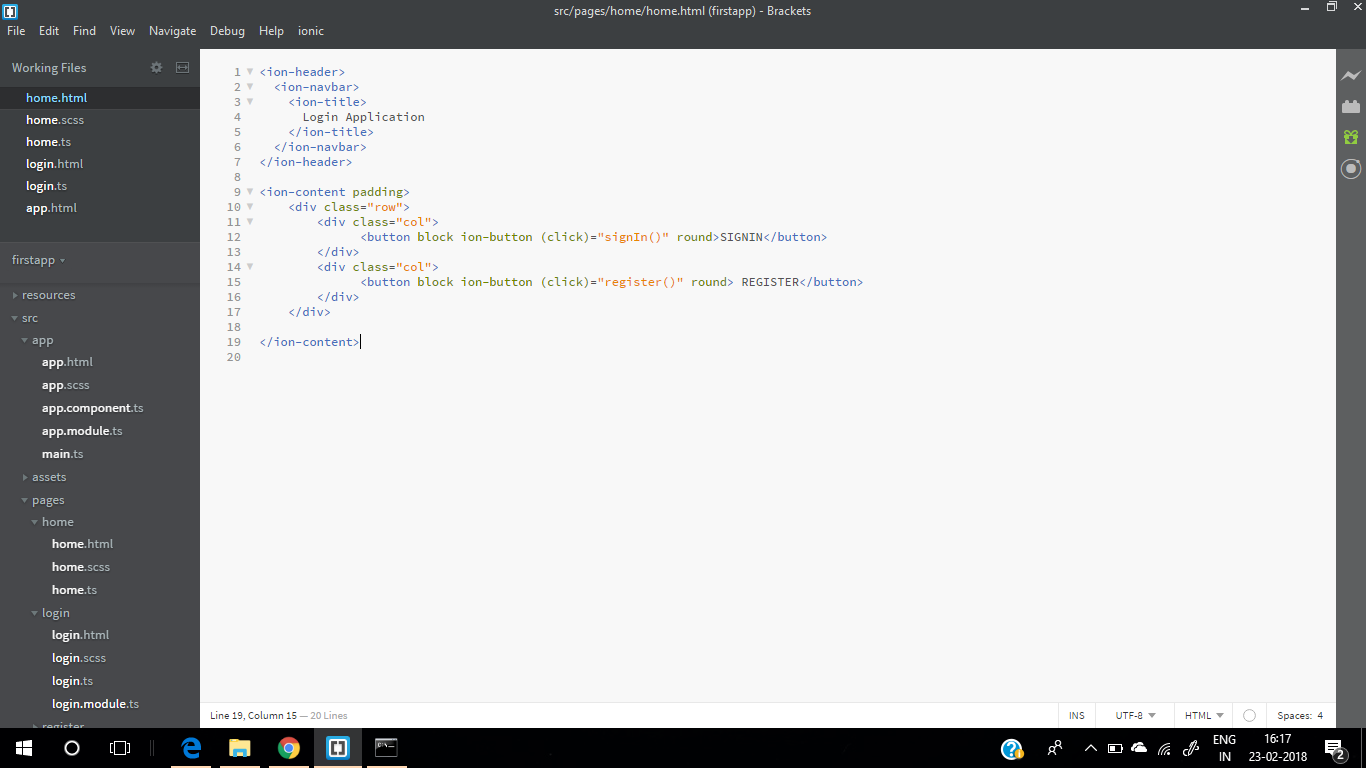 src/pages/home/home.html (firstapp) - Brackets
File Edit Find View Navigate Debug Help ionic
Working Files
home.html
home.scss
home.ts
login.html
login.ts
app.html
firstapp
resources
src
app
app.html
app.scss
app.component.ts
app.module.ts
main.ts
assets
pages
home
home.html
home.scss
home.ts
login
login.html
login.scss
login.ts
login.module.ts
register
1 <ion-header>
2 <ion-navbar>
3 <ion-title>
4 Login Application
5 </ion-title>
6 </ion-navbar>
7 </ion-header>
8
9 <ion-content padding>
10 <div class="row">
11 <div class="col">
12 <button block ion-button (click)="signIn()" round>SIGNIN</button>
13 </div>
14 <div class="col">
15 <button block ion-button (click)="register()" round> REGISTER</button>
16 </div>
17 </div>
18
19 </ion-content>
20
Line 19, Column 15 — 20 Lines
INS UTF-8 HTML Spaces: 4
ENG
IN
16:17
23-02-2018
2